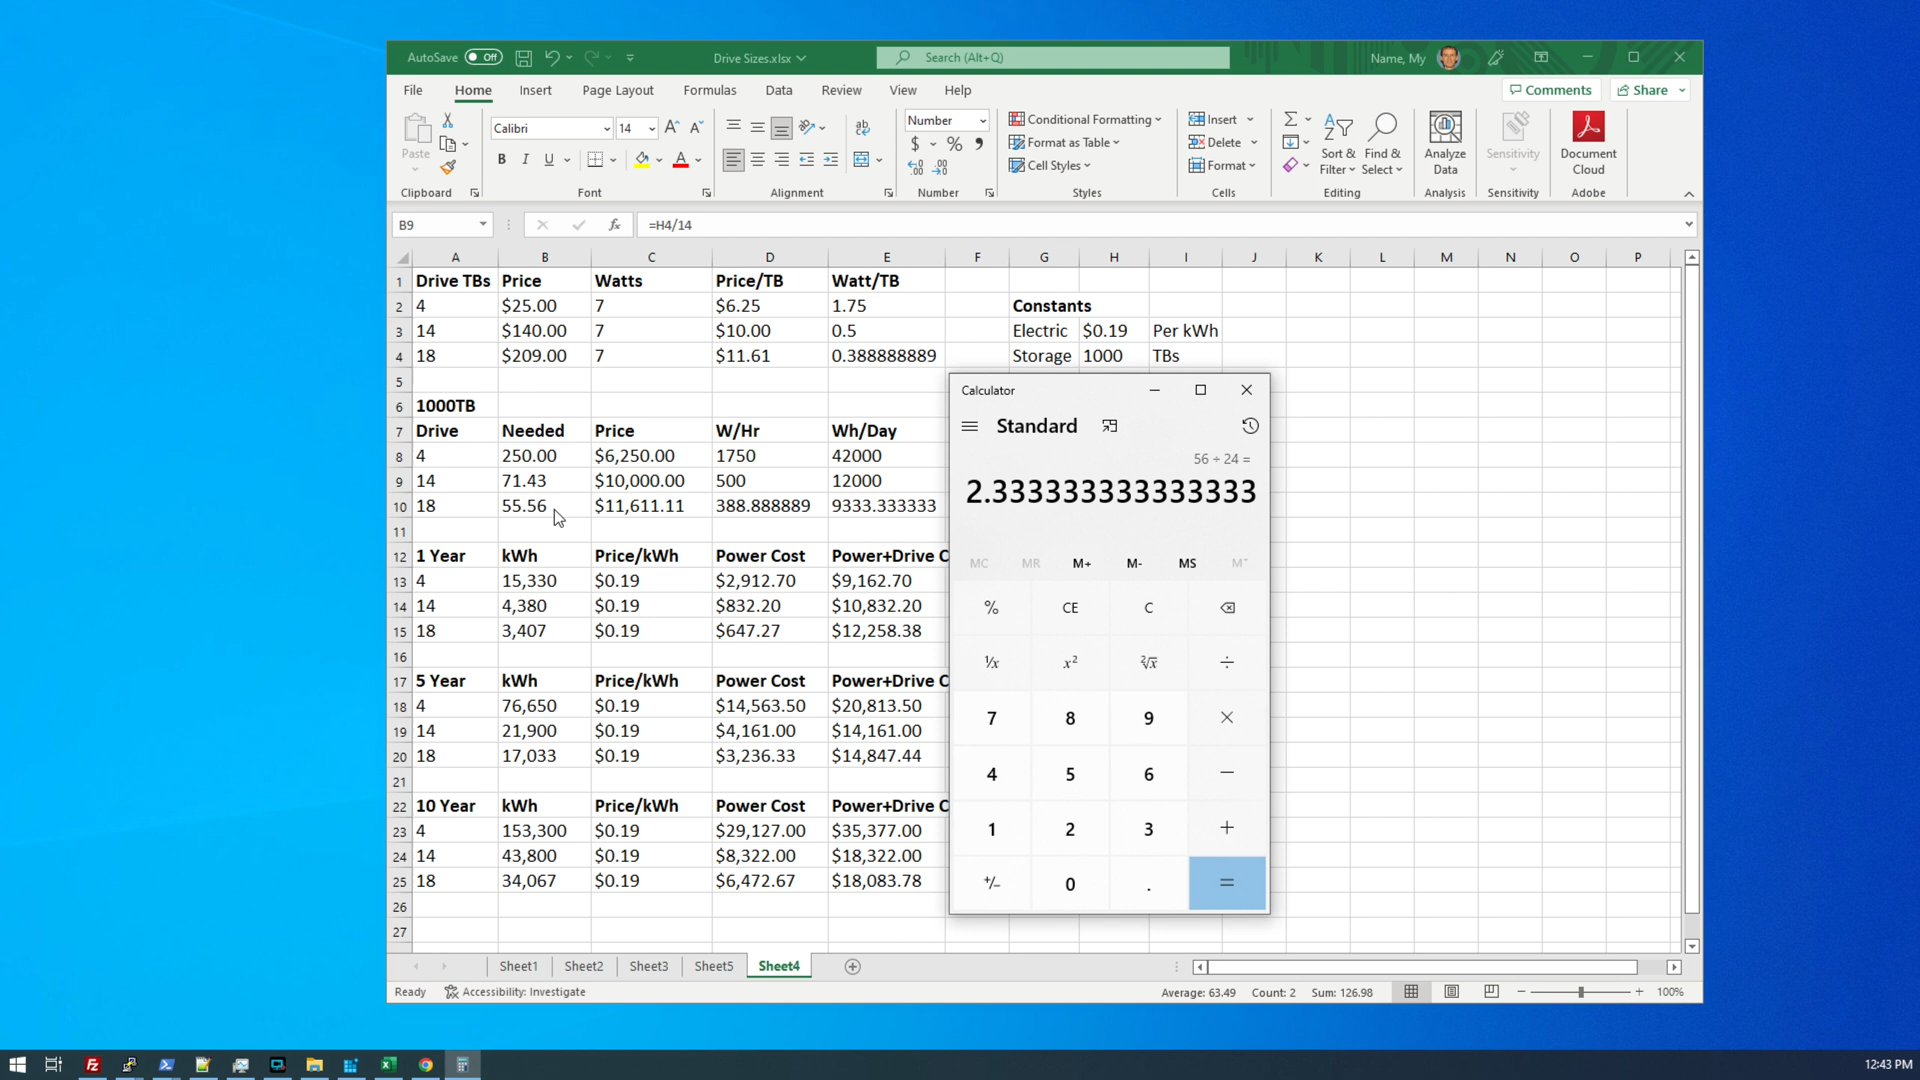 AutoSave Off Drive Sizes.xlsx Search (Alt+Q) Name, My
File Home Insert Page Layout Formulas Data Review View Help Comments Share
Paste Calibri 14 B I U ab Number $ % , Conditional Formatting Format as Table Cell Styles Insert Delete Format Sort & Filter Find & Select Analyze Data Sensitivity Document Cloud
Clipboard Font Alignment Number Styles Cells Editing Analysis Sensitivity Adobe
B9 fx =H4/14
A B C D E F G H I J K L M N O P
1 Drive TBs Price Watts Price/TB Watt/TB
2 4 $25.00 7 $6.25 1.75 Constants
3 14 $140.00 7 $10.00 0.5 Electric $0.19 Per kWh
4 18 $209.00 7 $11.61 0.388888889 Storage 1000 TBs
5
6 1000TB
7 Drive Needed Price W/Hr Wh/Day
8 4 250.00 $6,250.00 1750 42000
9 14 71.43 $10,000.00 500 12000
10 18 55.56 $11,611.11 388.888889 9333.333333
11
12 1 Year kWh Price/kWh Power Cost Power+Drive C
13 4 15,330 $0.19 $2,912.70 $9,162.70
14 14 4,380 $0.19 $832.20 $10,832.20
15 18 3,407 $0.19 $647.27 $12,258.38
16
17 5 Year kWh Price/kWh Power Cost Power+Drive C
18 4 76,650 $0.19 $14,563.50 $20,813.50
19 14 21,900 $0.19 $4,161.00 $14,161.00
20 18 17,033 $0.19 $3,236.33 $14,847.44
21
22 10 Year kWh Price/kWh Power Cost Power+Drive C
23 4 153,300 $0.19 $29,127.00 $35,377.00
24 14 43,800 $0.19 $8,322.00 $18,322.00
25 18 34,067 $0.19 $6,472.67 $18,083.78
26
27
Calculator
Standard
56 ÷ 24 =
2.333333333333333
MC MR M+ M- MS M˅
% CE C
⅟x x² ²√x ÷
7 8 9 ×
4 5 6 −
1 2 3 +
+/− 0 . =
Sheet1 Sheet2 Sheet3 Sheet5 Sheet4
Ready Accessibility: Investigate Average: 63.49 Count: 2 Sum: 126.98 100%
12:43 PM